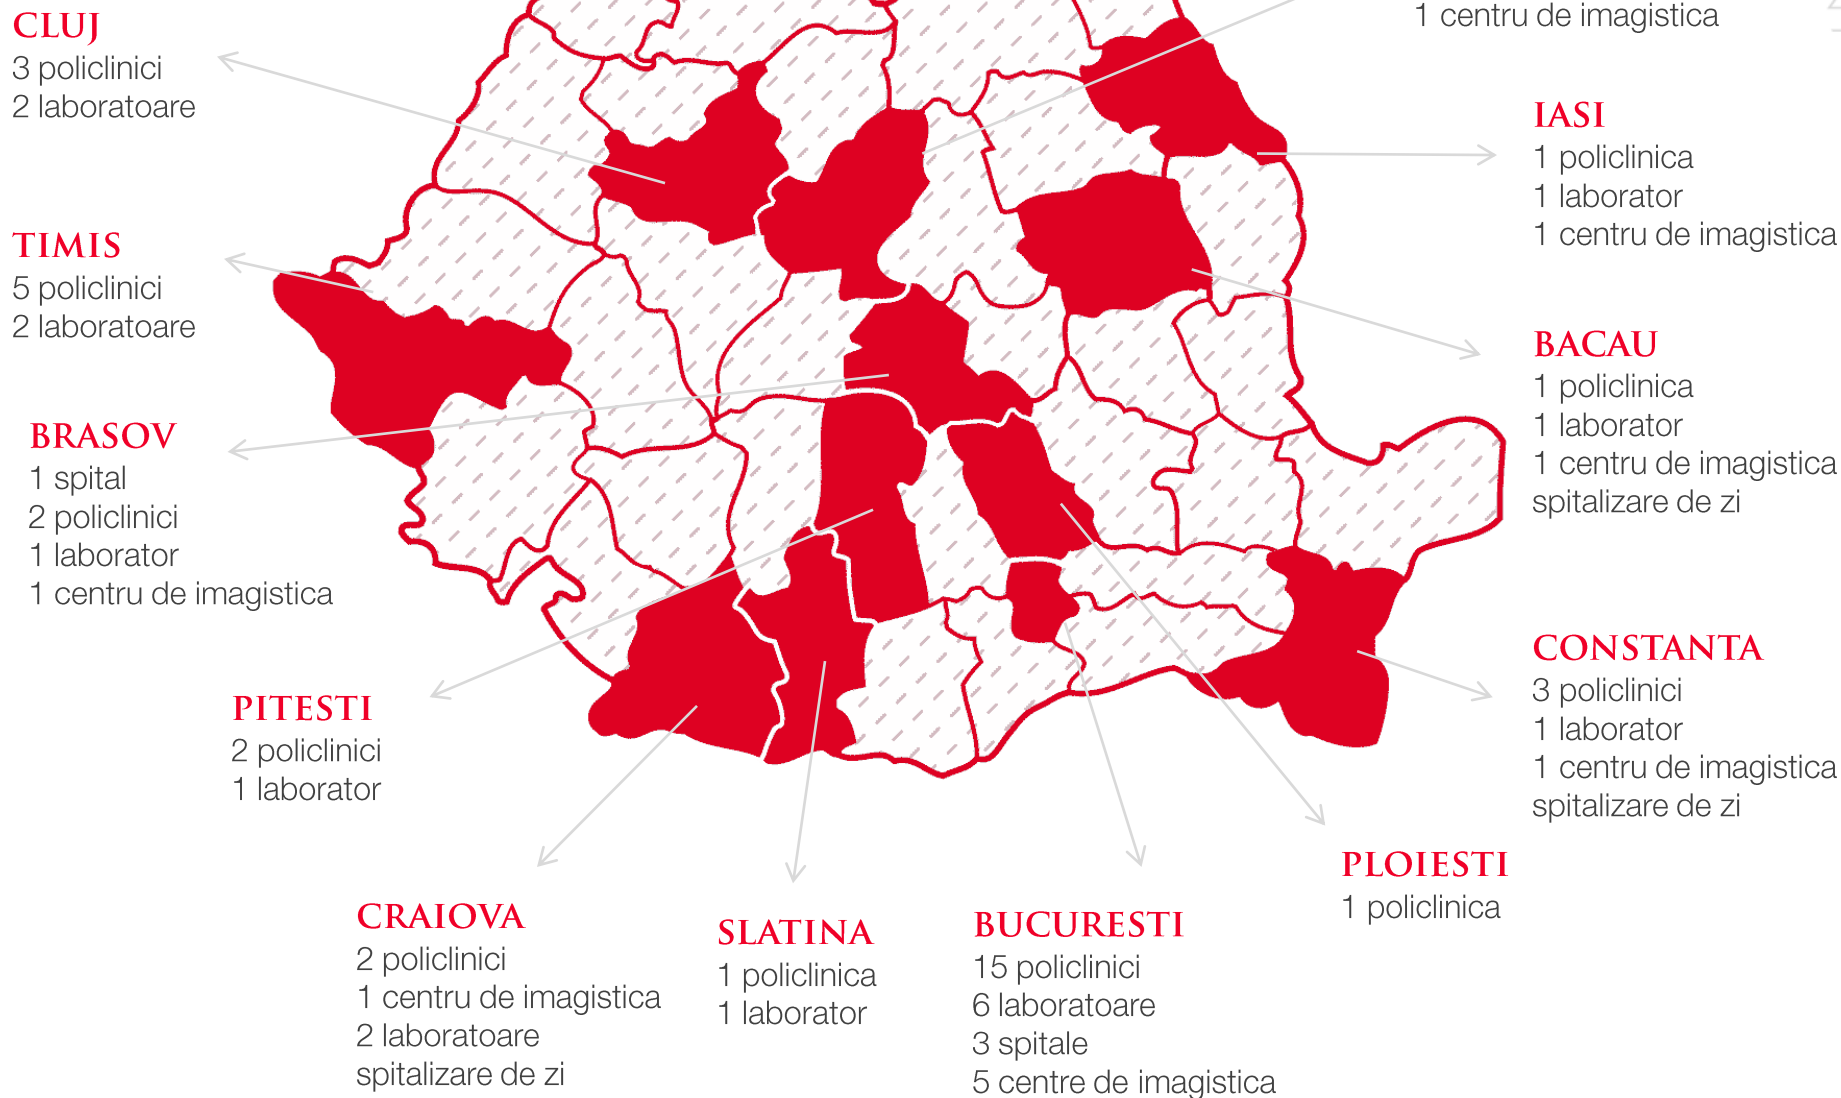 CLUJ
3 policlinici
2 laboratoare
1 centru de imagistica
IASI
1 policlinica
1 laborator
1 centru de imagistica
TIMIS
5 policlinici
2 laboratoare
BACAU
1 policlinica
1 laborator
1 centru de imagistica
spitalizare de zi
BRASOV
1 spital
2 policlinici
1 laborator
1 centru de imagistica
CONSTANTA
3 policlinici
1 laborator
1 centru de imagistica
spitalizare de zi
PITESTI
2 policlinici
1 laborator
PLOIESTI
1 policlinica
CRAIOVA
2 policlinici
1 centru de imagistica
2 laboratoare
spitalizare de zi
SLATINA
1 policlinica
1 laborator
BUCURESTI
15 policlinici
6 laboratoare
3 spitale
5 centre de imagistica